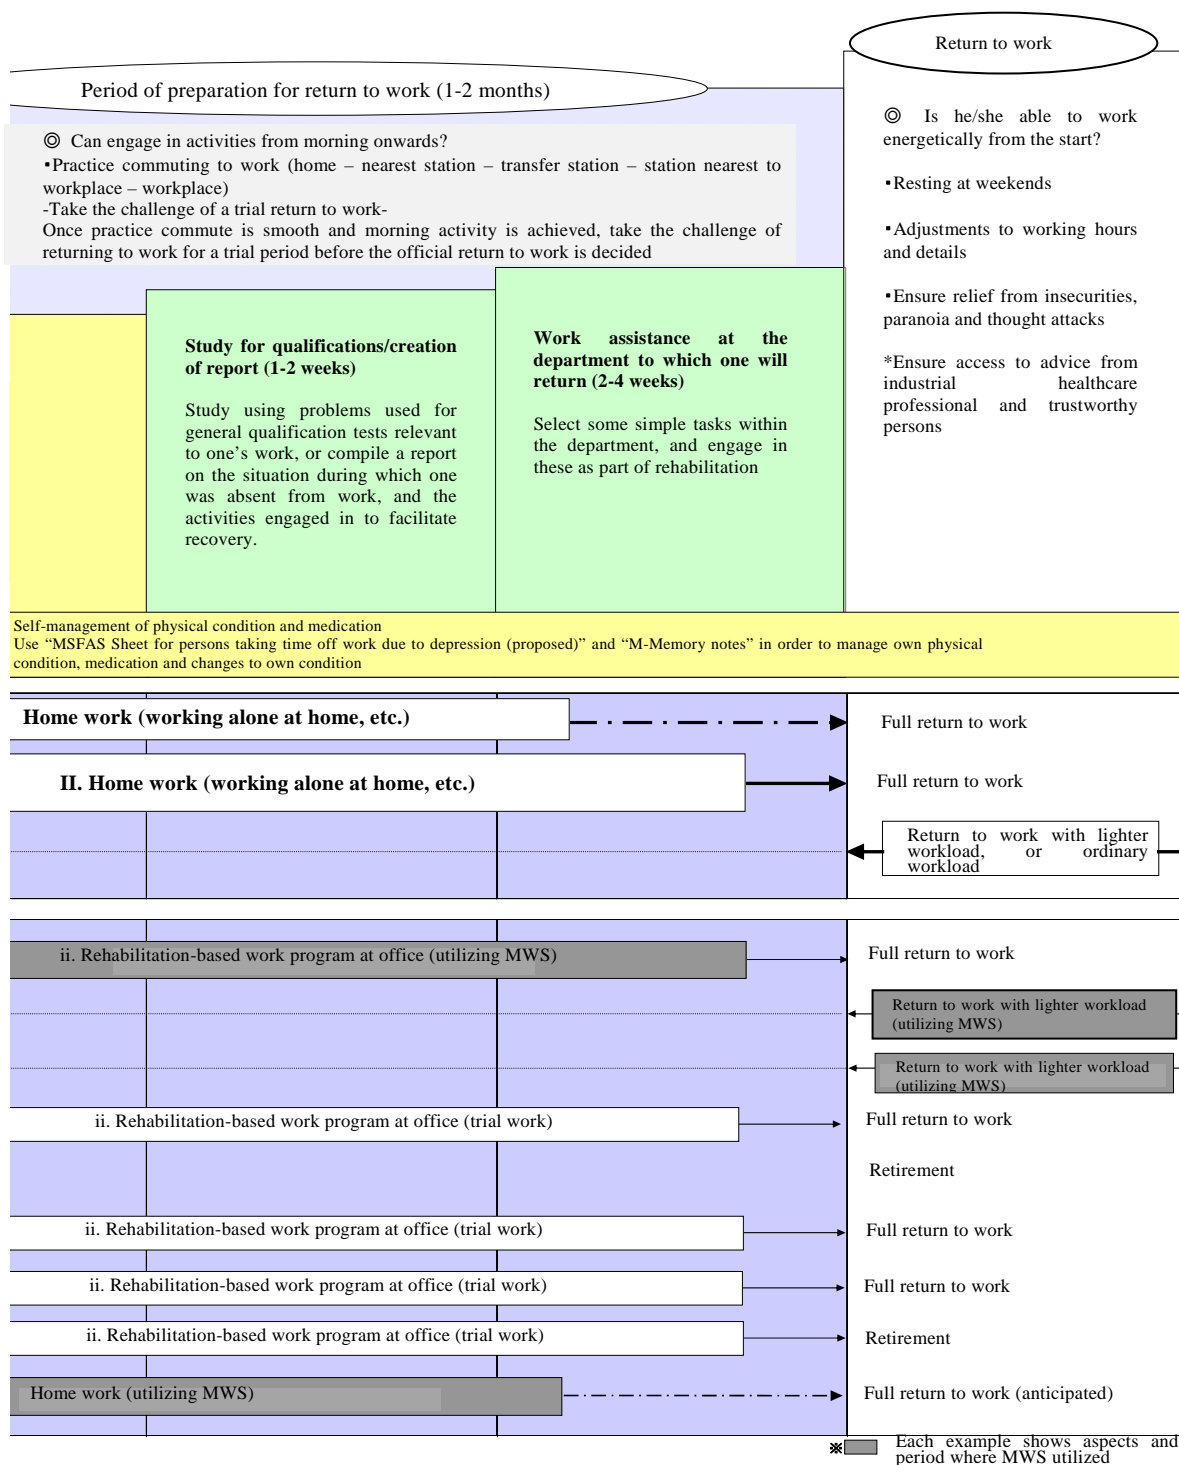 Return to work
Period of preparation for return to work (1-2 months)
◎ Can engage in activities from morning onwards?
▪Practice commuting to work (home – nearest station – transfer station – station nearest to
workplace – workplace)
-Take the challenge of a trial return to work-
Once practice commute is smooth and morning activity is achieved, take the challenge of
returning to work for a trial period before the official return to work is decided
◎ Is he/she able to work
energetically from the start?
▪Resting at weekends
▪Adjustments to working hours
and details
▪Ensure relief from insecurities,
paranoia and thought attacks
*Ensure access to advice from
industrial healthcare
professional and trustworthy
persons
Study for qualifications/creation
of report (1-2 weeks)
Study using problems used for
general qualification tests relevant
to one's work, or compile a report
on the situation during which one
was absent from work, and the
activities engaged in to facilitate
recovery.
Work assistance at the
department to which one will
return (2-4 weeks)
Select some simple tasks within
the department, and engage in
these as part of rehabilitation
Self-management of physical condition and medication
Use “MSFAS Sheet for persons taking time off work due to depression (proposed)” and “M-Memory notes” in order to manage own physical
condition, medication and changes to own condition
Home work (working alone at home, etc.)
Full return to work
II. Home work (working alone at home, etc.)
Full return to work
Return to work with lighter
workload, or ordinary
workload
ii. Rehabilitation-based work program at office (utilizing MWS)
Full return to work
Return to work with lighter workload
(utilizing MWS)
Return to work with lighter workload
(utilizing MWS)
ii. Rehabilitation-based work program at office (trial work)
Full return to work
Retirement
ii. Rehabilitation-based work program at office (trial work)
Full return to work
ii. Rehabilitation-based work program at office (trial work)
Full return to work
ii. Rehabilitation-based work program at office (trial work)
Retirement
Home work (utilizing MWS)
Full return to work (anticipated)
※ Each example shows aspects and
period where MWS utilized